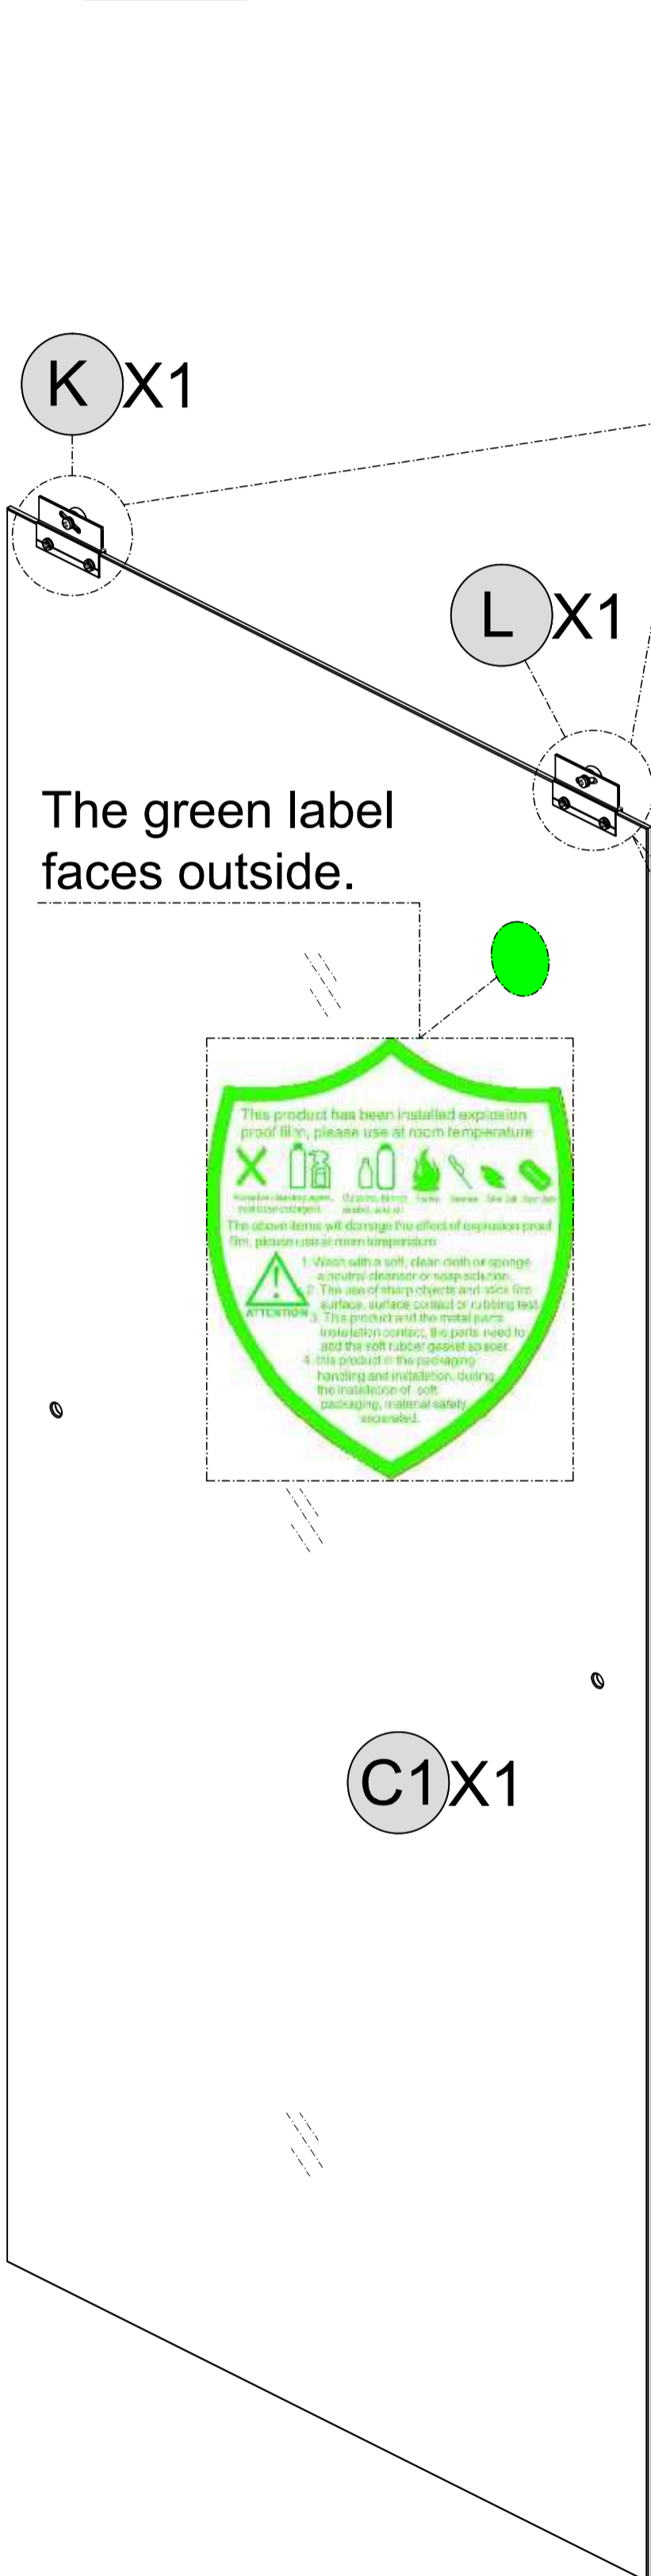 K X1
L X1
The green label
faces outside.
This product has been installed explosion
proof film, please use at room temperature
The above items will damage the effect of explosion proof
film, please use at room temperature
1. Wash with a soft, clean cloth or sponge
a neutral cleanser or soap solution.
2. The use of sharp objects and stick film
surface, surface contact or rubbing test.
ATTENTION
3. This product and the metal parts
installation contact, the parts need to
add the soft rubber gasket
4. this product in the packaging
handling and installation, during
the installation of soft
packaging, material safety
separated.
C1 X1